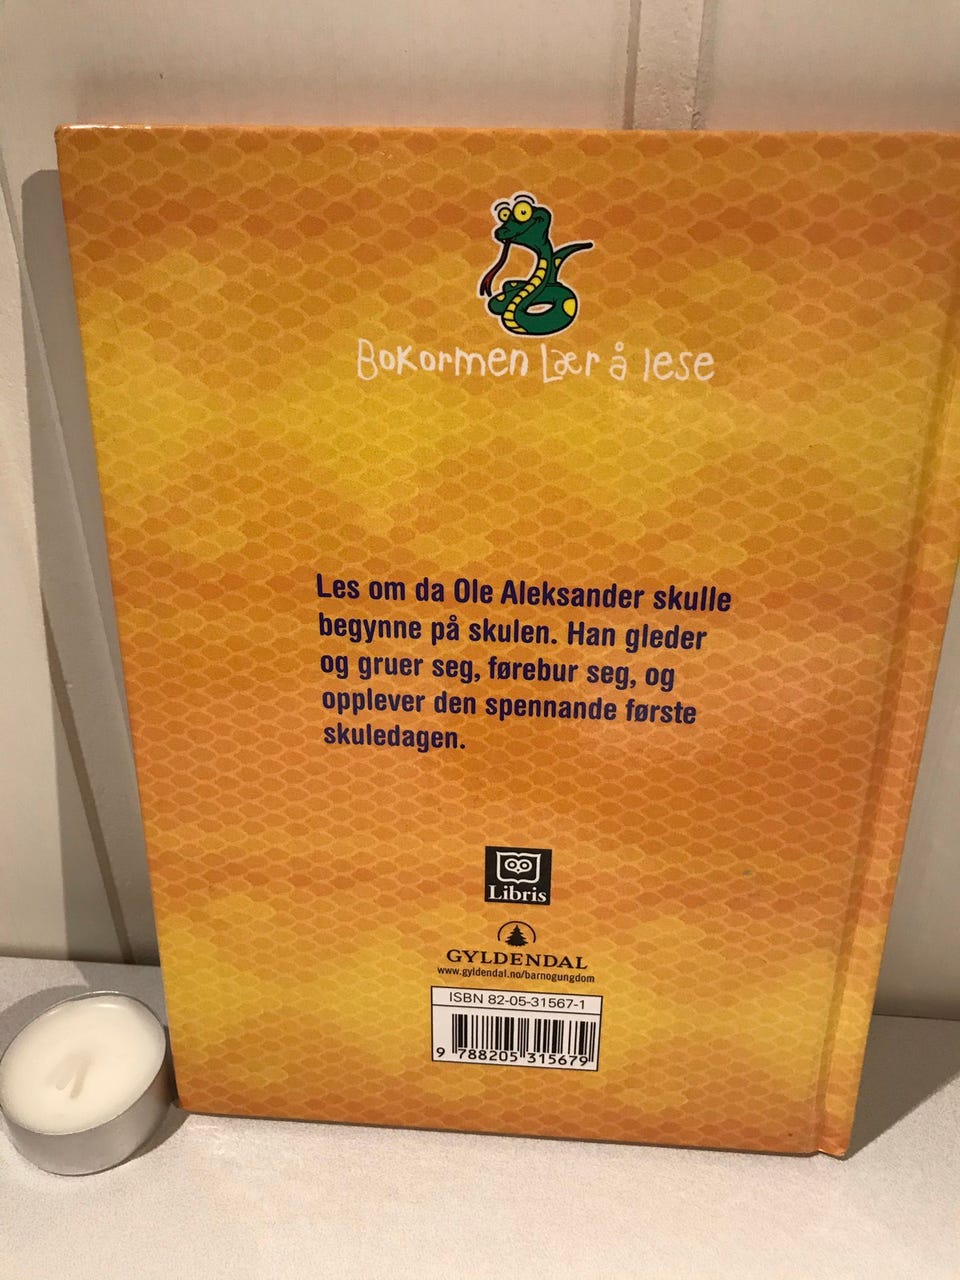 Bokormen Lær å lese
Les om da Ole Aleksander skulle
begynne på skulen. Han gleder
og gruer seg, førebur seg, og
opplever den spennande første
skuledagen.
Libris
GYLDENDAL
www.gyldendal.no/barnogungdom
ISBN 82-05-31567-1
9 788205 315679